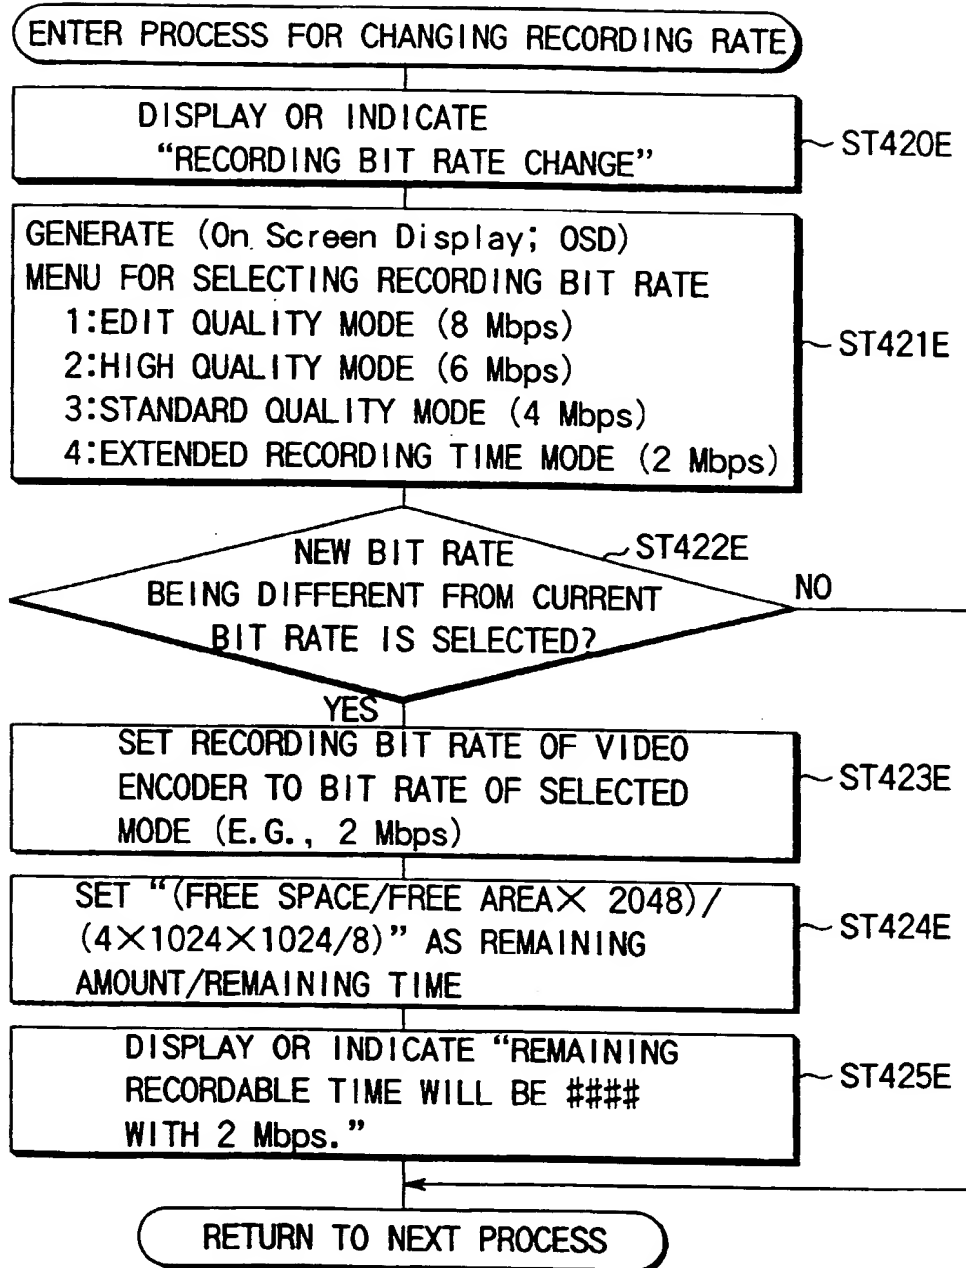 ENTER PROCESS FOR CHANGING RECORDING RATE
DISPLAY OR INDICATE
“RECORDING BIT RATE CHANGE”
ST420E
GENERATE (On Screen Display; OSD)
MENU FOR SELECTING RECORDING BIT RATE
1:EDIT QUALITY MODE (8 Mbps)
2:HIGH QUALITY MODE (6 Mbps)
3:STANDARD QUALITY MODE (4 Mbps)
4:EXTENDED RECORDING TIME MODE (2 Mbps)
ST421E
NEW BIT RATE
BEING DIFFERENT FROM CURRENT
BIT RATE IS SELECTED?
ST422E
NO
YES
SET RECORDING BIT RATE OF VIDEO
ENCODER TO BIT RATE OF SELECTED
MODE (E.G., 2 Mbps)
ST423E
SET “(FREE SPACE/FREE AREA× 2048)/
(4×1024×1024/8)” AS REMAINING
AMOUNT/REMAINING TIME
ST424E
DISPLAY OR INDICATE “REMAINING
RECORDABLE TIME WILL BE ####
WITH 2 Mbps.”
ST425E
RETURN TO NEXT PROCESS